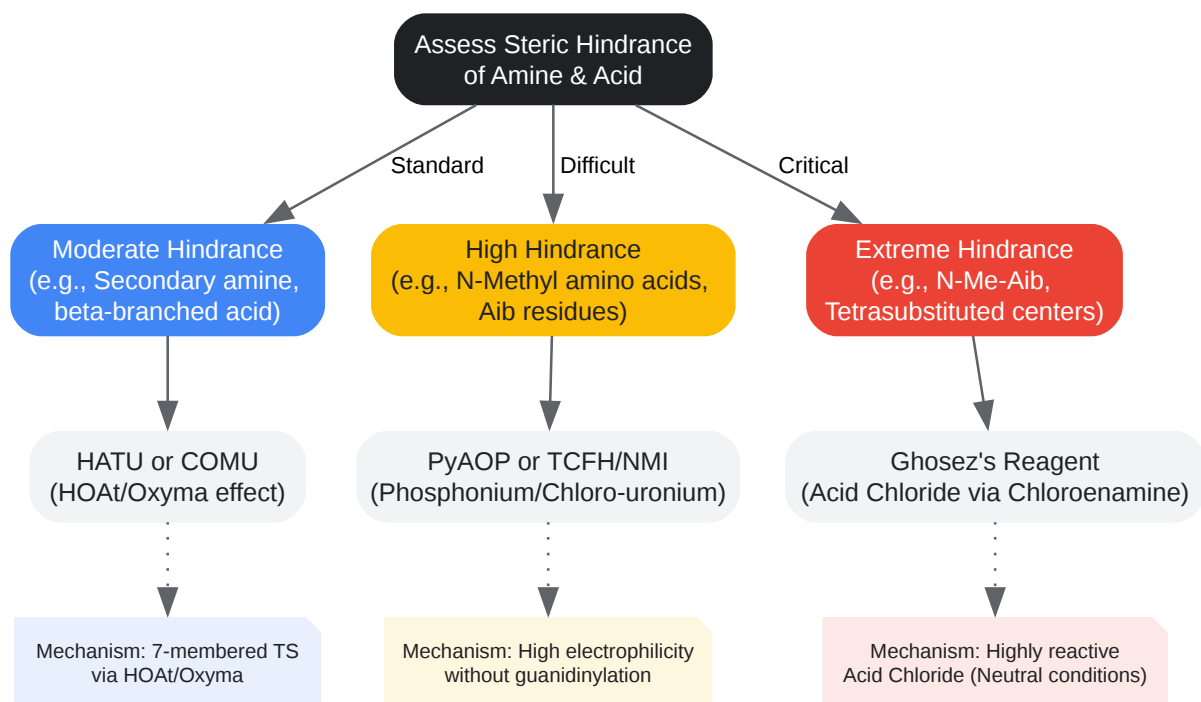 Assess Steric Hindrance
of Amine & Acid
Standard
Difficult
Critical
Moderate Hindrance
(e.g., Secondary amine,
beta-branched acid)
High Hindrance
(e.g., N-Methyl amino acids,
Aib residues)
Extreme Hindrance
(e.g., N-Me-Aib,
Tetrasubstituted centers)
HATU or COMU
(HOAt/Oxyma effect)
PyAOP or TCFH/NMI
(Phosphonium/Chloro-uronium)
Ghosez's Reagent
(Acid Chloride via Chloroenamine)
Mechanism: 7-membered TS
via HOAt/Oxyma
Mechanism: High electrophilicity
without guanidinylation
Mechanism: Highly reactive
Acid Chloride (Neutral conditions)